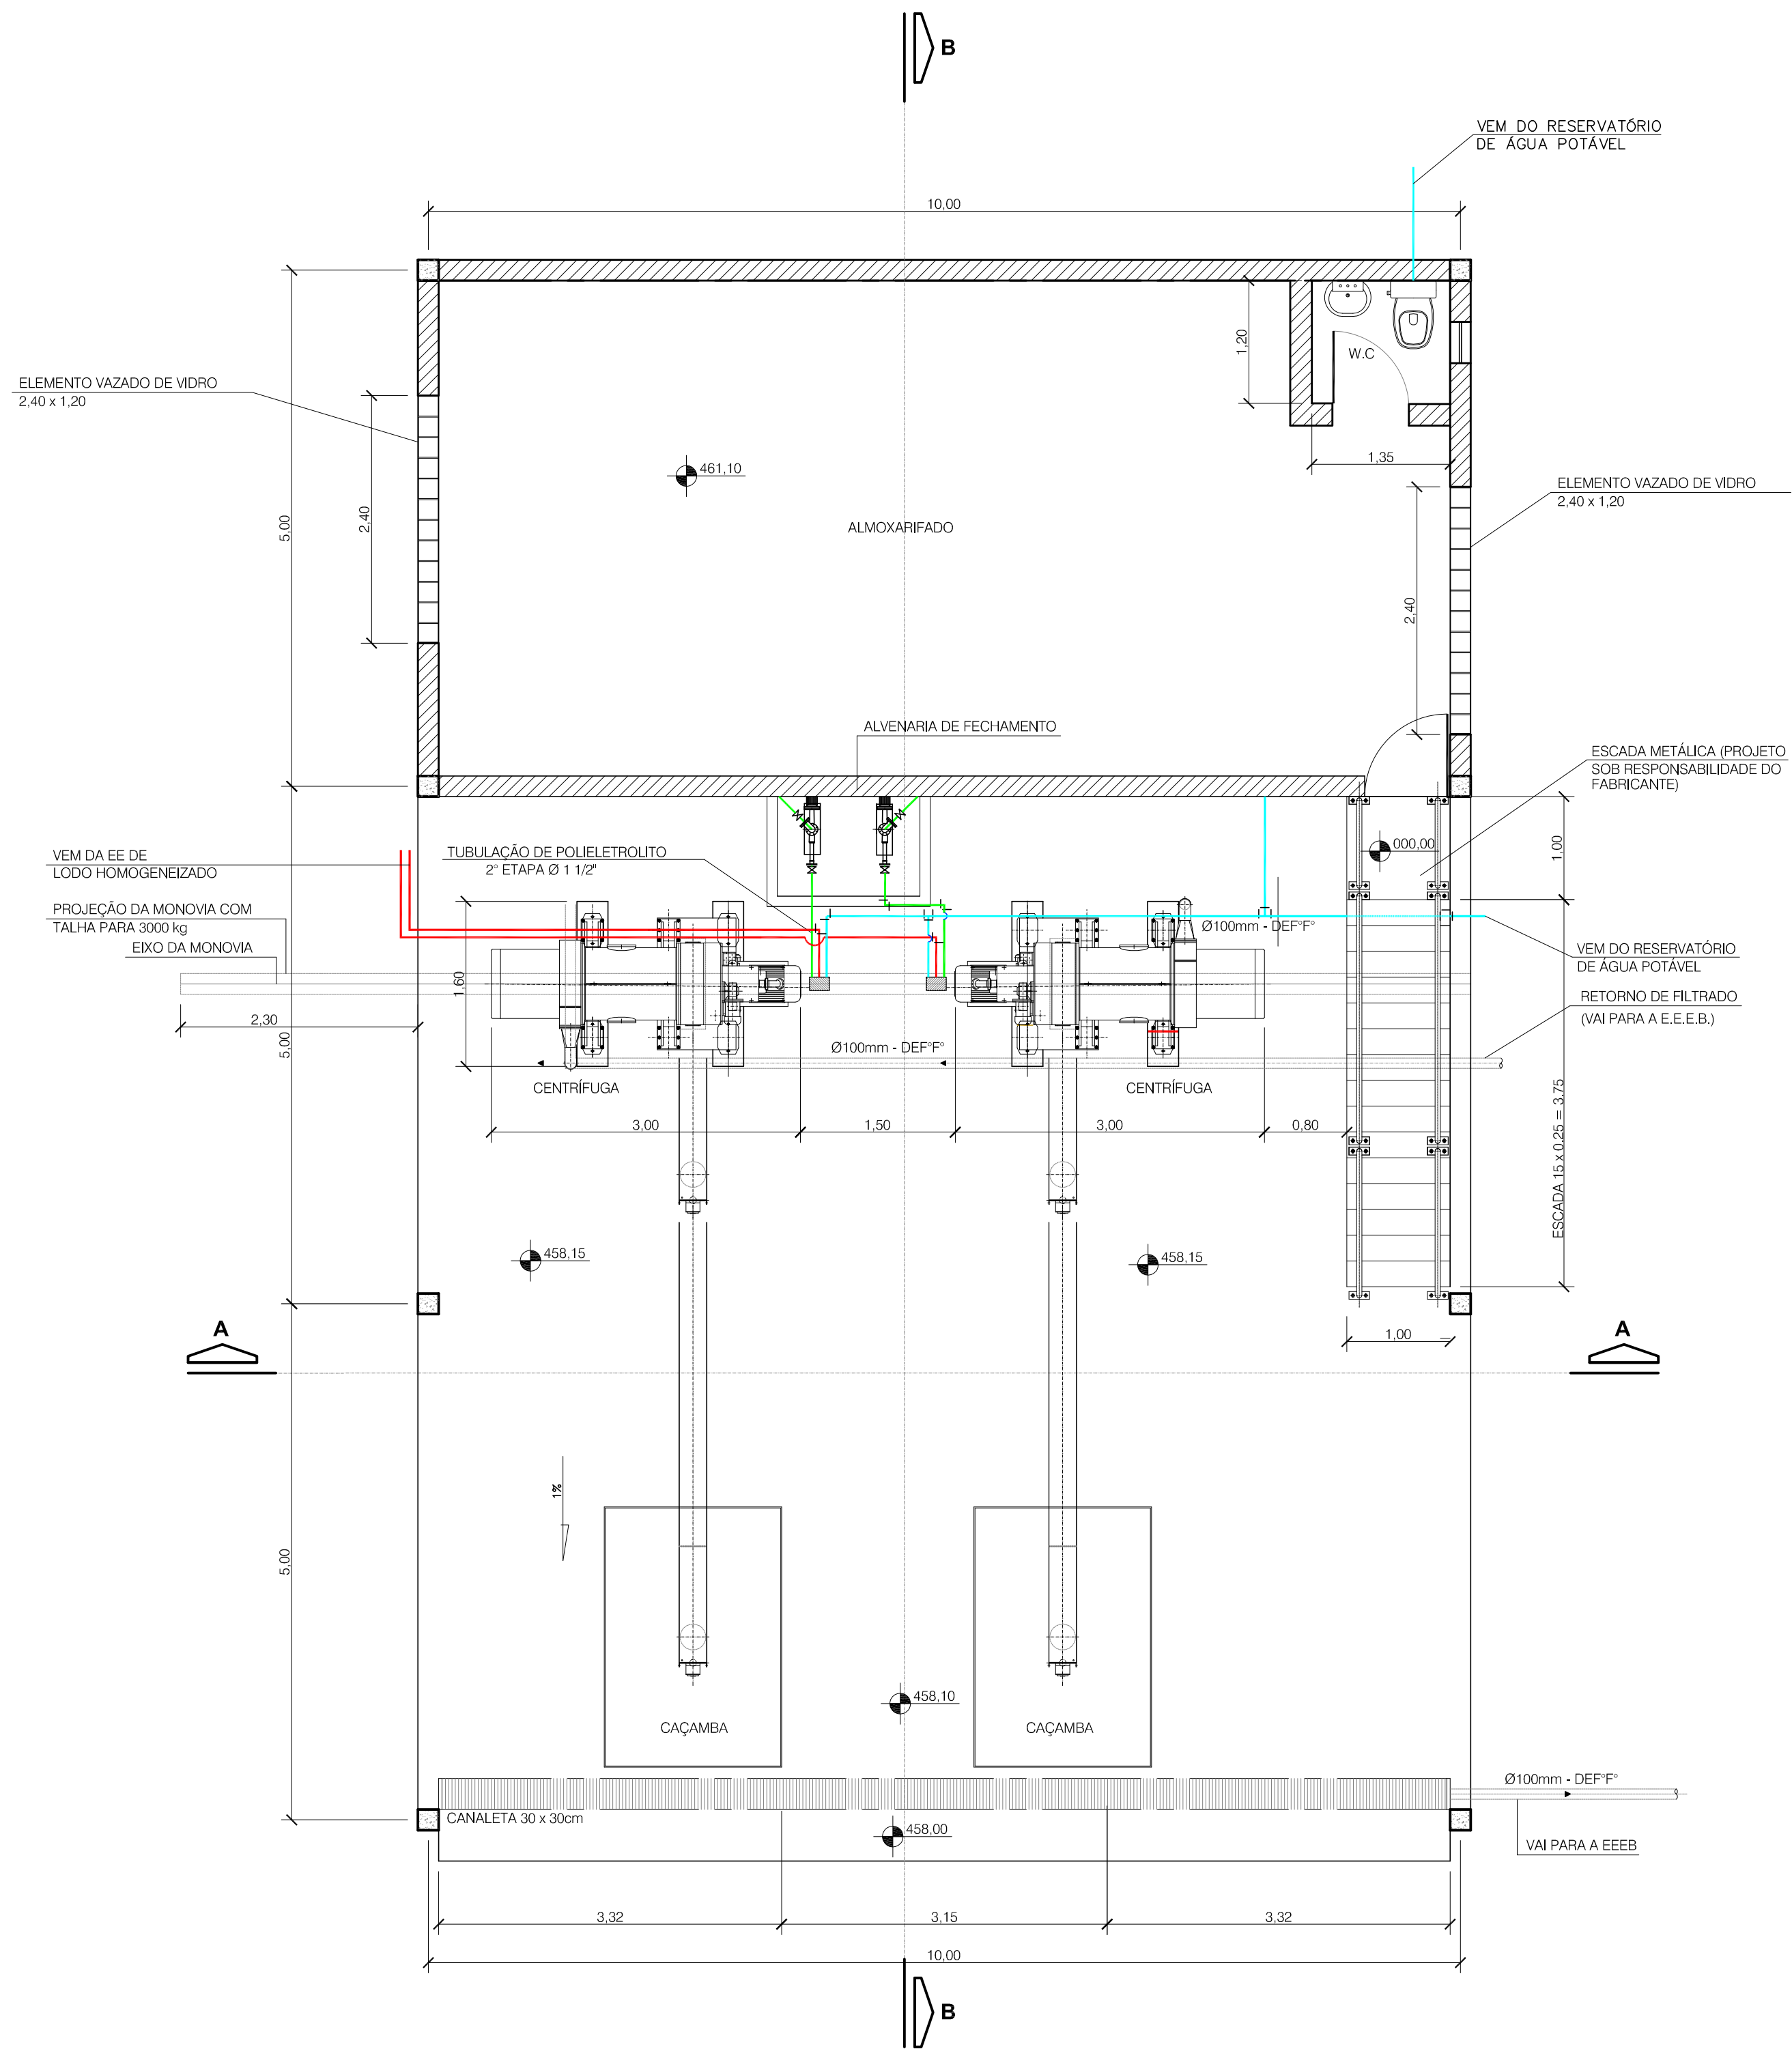 B
VEM DO RESERVATÓRIO
DE ÁGUA POTÁVEL
10,00
1,20
W.C
ELEMENTO VAZADO DE VIDRO
2,40 x 1,20
1,35
461,10
ELEMENTO VAZADO DE VIDRO
2,40 x 1,20
5,00
2,40
ALMOXARIFADO
2,40
ALVENARIA DE FECHAMENTO
ESCADA METÁLICA (PROJETO
SOB RESPONSABILIDADE DO
FABRICANTE)
000,00
1,00
VEM DA EE DE
LODO HOMOGENEIZADO
TUBULAÇÃO DE POLIELETROLITO
2° ETAPA Ø 1 1/2"
PROJEÇÃO DA MONOVIA COM
TALHA PARA 3000 kg
EIXO DA MONOVIA
Ø100mm - DEFºFº
VEM DO RESERVATÓRIO
DE ÁGUA POTÁVEL
1,60
RETORNO DE FILTRADO
(VAI PARA A E.E.E.B.)
2,30
5,00
Ø100mm - DEFºFº
CENTRÍFUGA
CENTRÍFUGA
3,00
1,50
3,00
0,80
ESCADA 15 x 0.25 = 3.75
458,15
458,15
A
1,00
A
1%
5,00
458,10
CAÇAMBA
CAÇAMBA
Ø100mm - DEFºFº
CANALETA 30 x 30cm
458,00
VAI PARA A EEEB
3,32
3,15
3,32
10,00
B